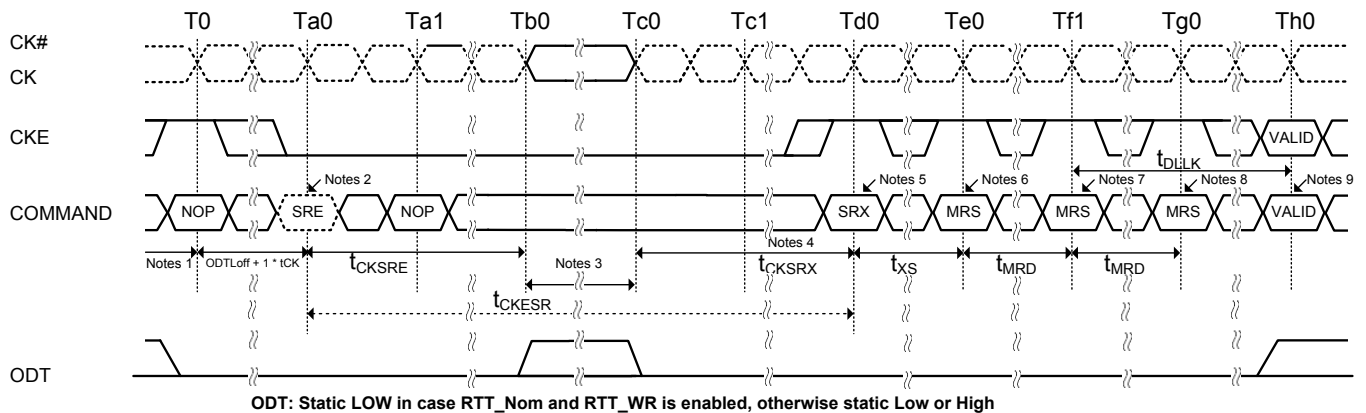 T0 Ta0 Ta1 Tb0 Tc0 Tc1 Td0 Te0 Tf1 Tg0 Th0
CK#
CK
CKE
VALID
tDLLK
Notes 2 Notes 5 Notes 6 Notes 7 Notes 8 Notes 9
COMMAND NOP SRE NOP SRX MRS MRS MRS VALID
Notes 1 ODTLoff + 1 * tCK tCKSRE Notes 3 Notes 4 tCKSRX tXS tMRD tMRD
tCKESR
ODT
ODT: Static LOW in case RTT_Nom and RTT_WR is enabled, otherwise static Low or High